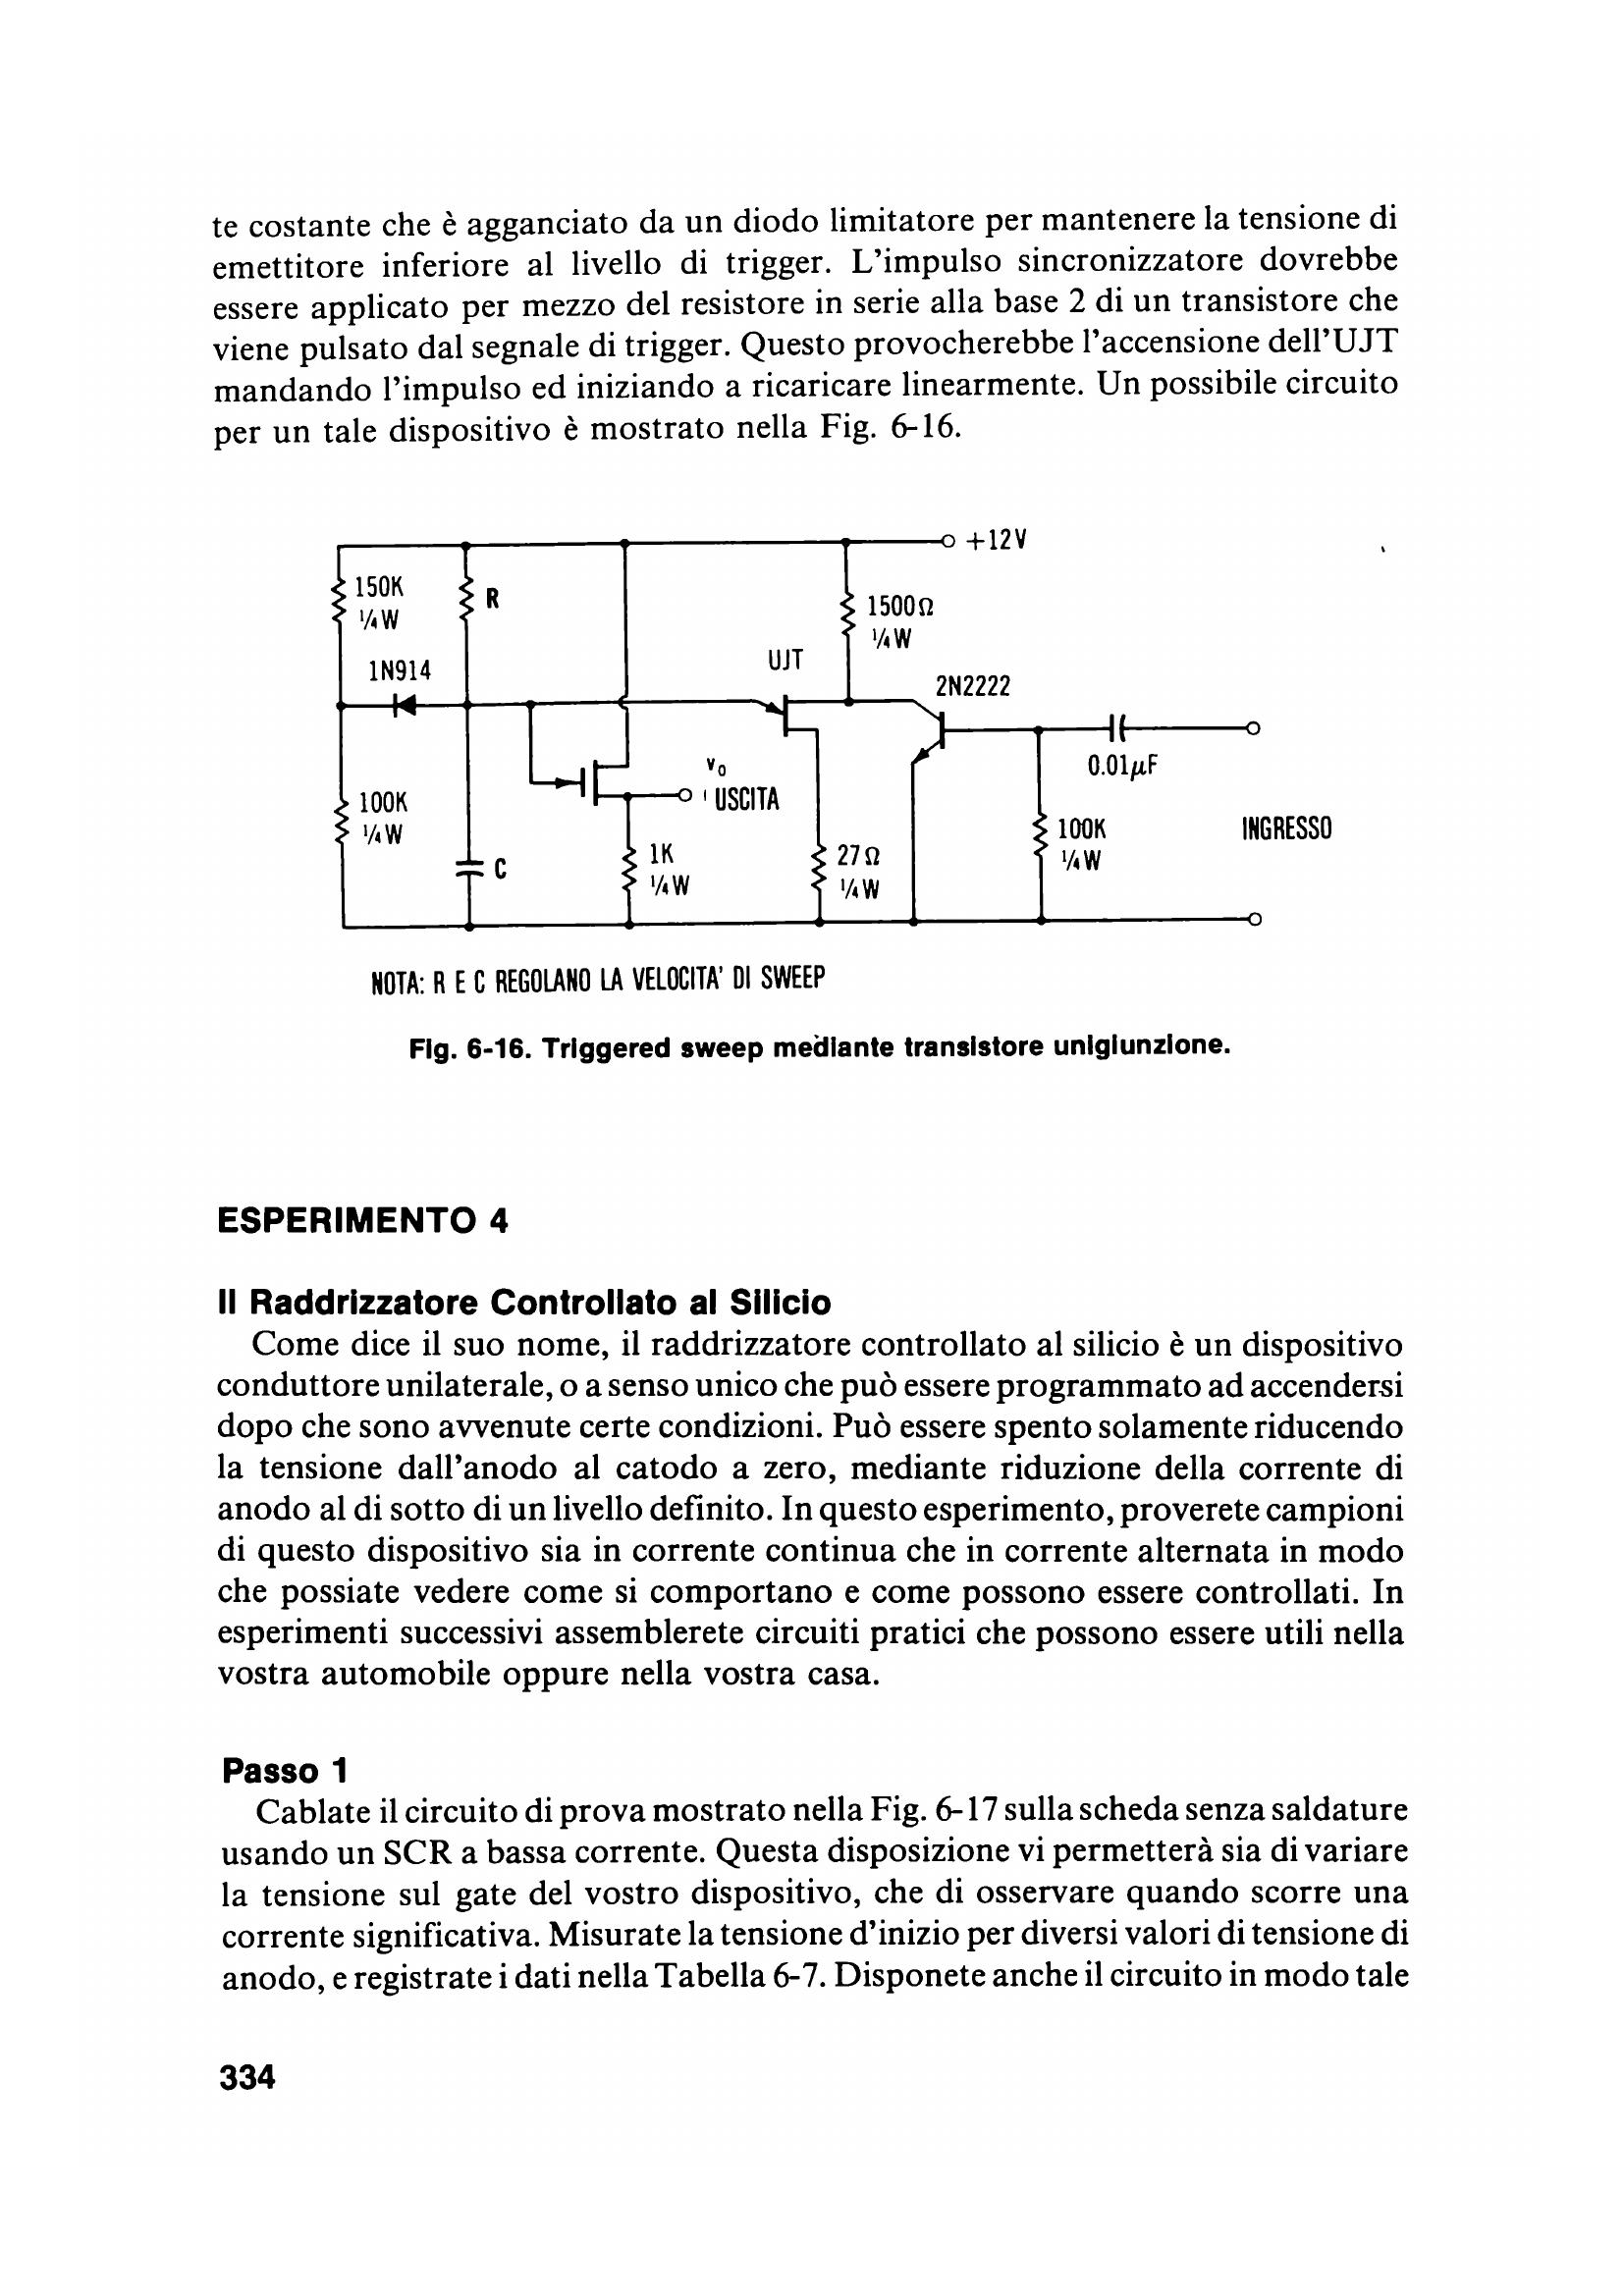 te costante che è agganciato da un diodo limitatore per mantenere la tensione di
emettitore inferiore al livello di trigger. L’impulso sincronizzatore dovrebbe
essere applicato per mezzo del resistore in serie alla base 2 di un transistore che
viene pulsato dal segnale di trigger. Questo provocherebbe l’accensione dell’UJT
mandando l’impulso ed iniziando a ricaricare linearmente. Un possibile circuito
per un tale dispositivo è mostrato nella Fig. 6-16.
+12V
150K
¼W
R
1500Ω
¼W
1N914
UJT
2N2222
v₀
USCITA
0.01µF
100K
¼W
C
1K
¼W
27Ω
¼W
100K
¼W
INGRESSO
NOTA: R E C REGOLANO LA VELOCITA' DI SWEEP
Fig. 6-16. Triggered sweep mediante transistore unigiunzione.
ESPERIMENTO 4
Il Raddrizzatore Controllato al Silicio
Come dice il suo nome, il raddrizzatore controllato al silicio è un dispositivo
conduttore unilaterale, o a senso unico che può essere programmato ad accendersi
dopo che sono avvenute certe condizioni. Può essere spento solamente riducendo
la tensione dall’anodo al catodo a zero, mediante riduzione della corrente di
anodo al di sotto di un livello definito. In questo esperimento, proverete campioni
di questo dispositivo sia in corrente continua che in corrente alternata in modo
che possiate vedere come si comportano e come possono essere controllati. In
esperimenti successivi assemblerete circuiti pratici che possono essere utili nella
vostra automobile oppure nella vostra casa.
Passo 1
Cablate il circuito di prova mostrato nella Fig. 6-17 sulla scheda senza saldature
usando un SCR a bassa corrente. Questa disposizione vi permetterà sia di variare
la tensione sul gate del vostro dispositivo, che di osservare quando scorre una
corrente significativa. Misurate la tensione d’inizio per diversi valori di tensione di
anodo, e registrate i dati nella Tabella 6-7. Disponete anche il circuito in modo tale
334